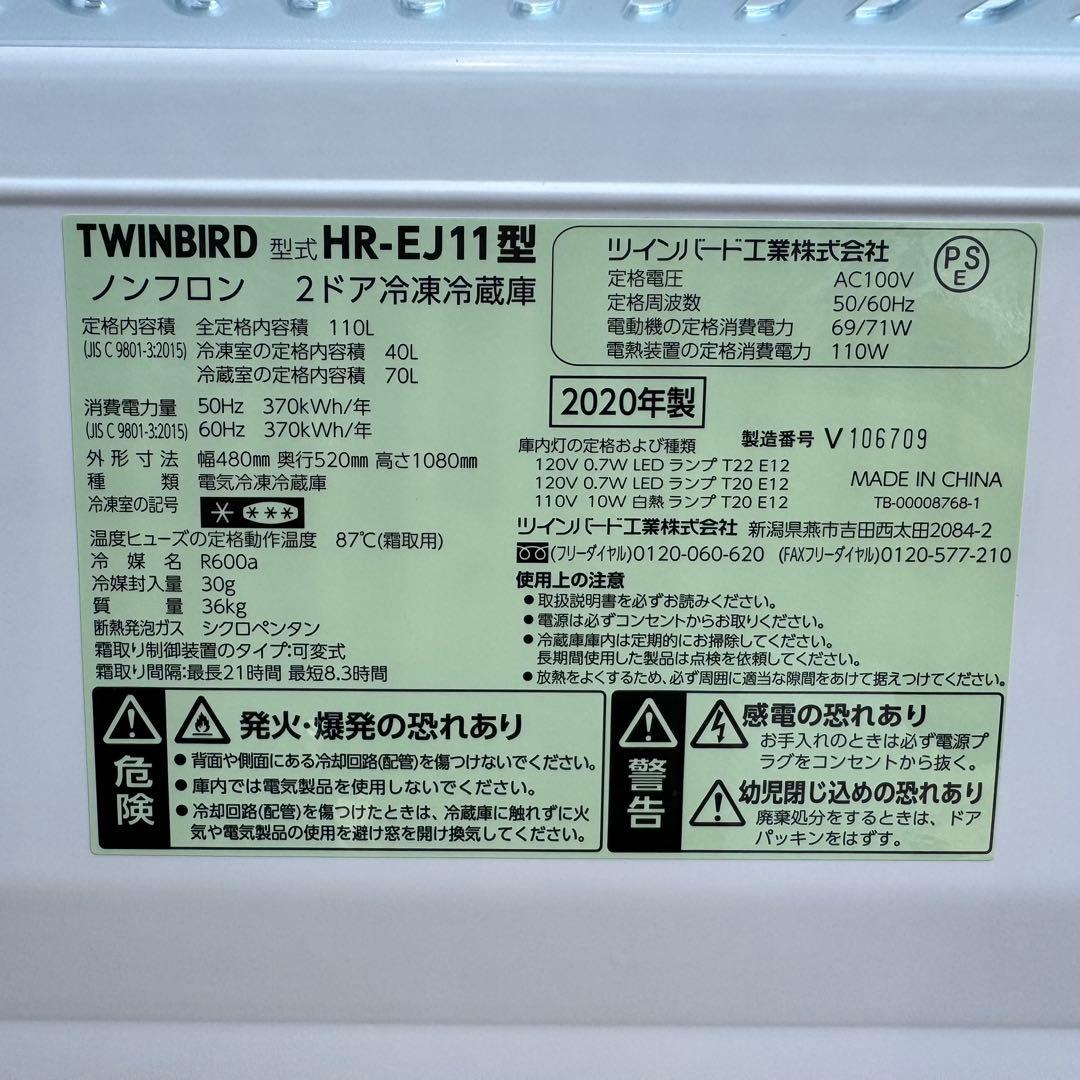 TWINBIRD 型式 HR-EJ11型
ノンフロン 2ドア冷凍冷蔵庫
定格内容積 全定格内容積 110L
(JIS C 9801-3:2015) 冷凍室の定格内容積 40L
冷蔵室の定格内容積 70L
消費電力量 50Hz 370kWh/年
(JIS C 9801-3:2015) 60Hz 370kWh/年
外形寸法 幅480mm 奥行520mm 高さ1080mm
種類 電気冷凍冷蔵庫
冷凍室の記号
温度ヒューズの定格動作温度 87℃(霜取用)
冷媒名 R600a
冷媒封入量 30g
質量 36kg
断熱発泡ガス シクロペンタン
霜取り制御装置のタイプ:可変式
霜取り間隔:最長21時間 最短8.3時間
ツインバード工業株式会社
PS
E
定格電圧 AC100V
定格周波数 50/60Hz
電動機の定格消費電力 69/71W
電熱装置の定格消費電力 110W
2020年製
庫内灯の定格および種類
製造番号 V106709
120V 0.7W LED ランプ T22 E12
120V 0.7W LED ランプ T20 E12
110V 10W 白熱 ランプ T20 E12
MADE IN CHINA
TB-00008768-1
ツインバード工業株式会社 新潟県燕市吉田西太田2084-2
(フリーダイヤル)0120-060-620 (FAXフリーダイヤル)0120-577-210
使用上の注意
●取扱説明書を必ずお読みください。
●電源は必ずコンセントからお取りください。
●冷蔵庫庫内は定期的にお掃除してください。
長期間使用した製品は点検を依頼してください。
●放熱をよくするため、必ず周囲に適当な隙間をあけて据えつけてください。
危険
発火・爆発の恐れあり
●背面や側面にある冷却回路(配管)を傷つけないでください。
●庫内では電気製品を使用しないでください。
●冷却回路(配管)を傷つけたときは、冷蔵庫に触れずに火
気や電気製品の使用を避け窓を開け換気してください。
警告
感電の恐れあり
お手入れのときは必ず電源プ
ラグをコンセントから抜く。
幼児閉じ込めの恐れあり
廃棄処分をするときは、ドア
パッキンをはずす。